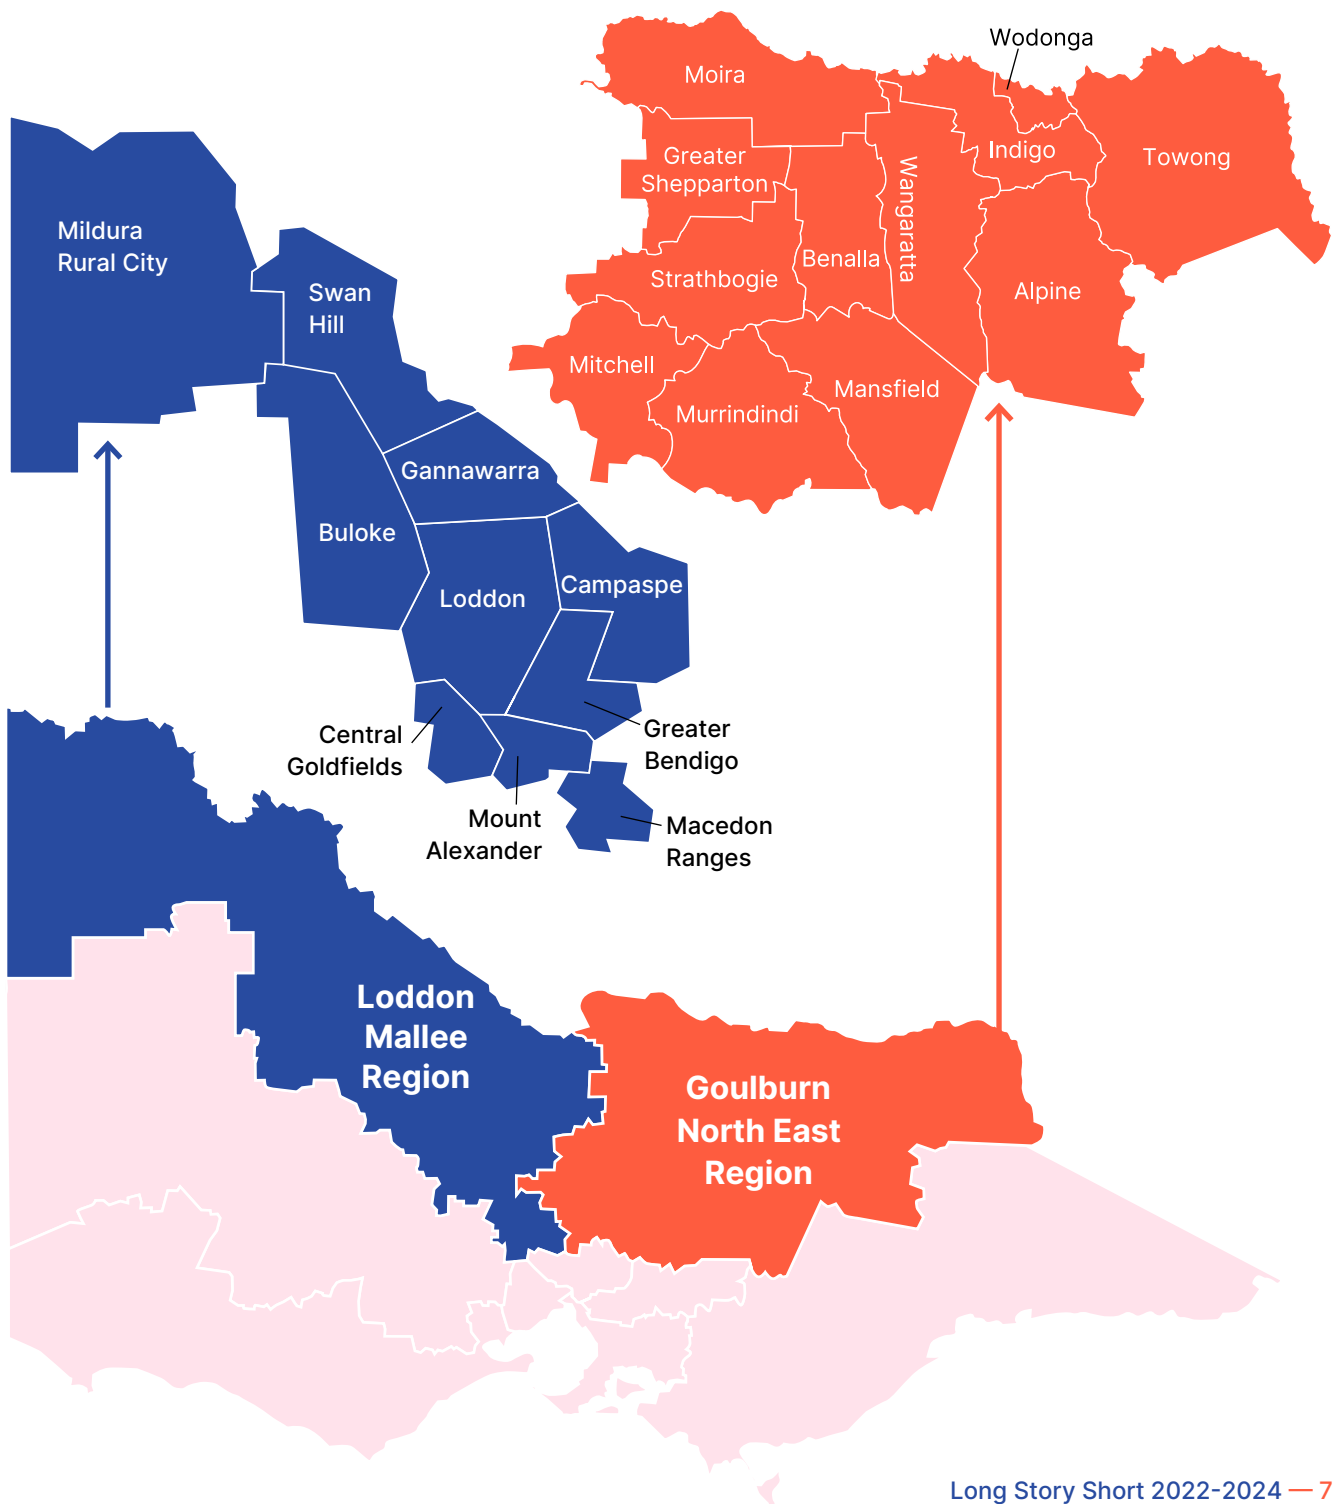 Wodonga
Moira
Greater
Shepparton
Wangaratta
Indigo
Towong
Strathbogie
Benalla
Alpine
Mitchell
Murrindindi
Mansfield
Mildura
Rural City
Swan
Hill
Gannawarra
Buloke
Loddon
Campaspe
Central
Goldfields
Greater
Bendigo
Mount
Alexander
Macedon
Ranges
Loddon
Mallee
Region
Goulburn
North East
Region
Long Story Short 2022-2024 — 7